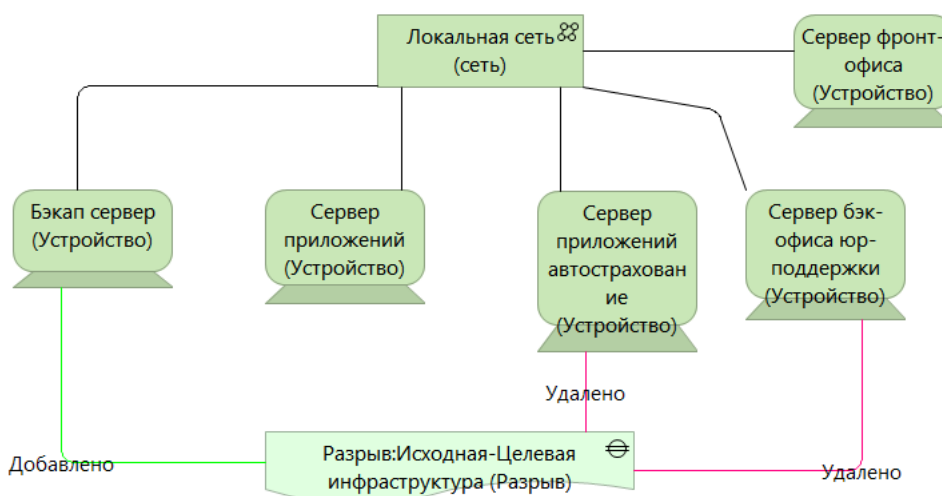 Локальная сеть
(сеть)
Сервер фронт-
офиса
(Устройство)
Бэкап сервер
(Устройство)
Сервер
приложений
(Устройство)
Сервер
приложений
автострахован
ие
(Устройство)
Сервер бэк-
офиса юр-
поддержки
(Устройство)
Удалено
Добавлено
Разрыв:Исходная-Целевая
инфраструктура (Разрыв)
Удалено